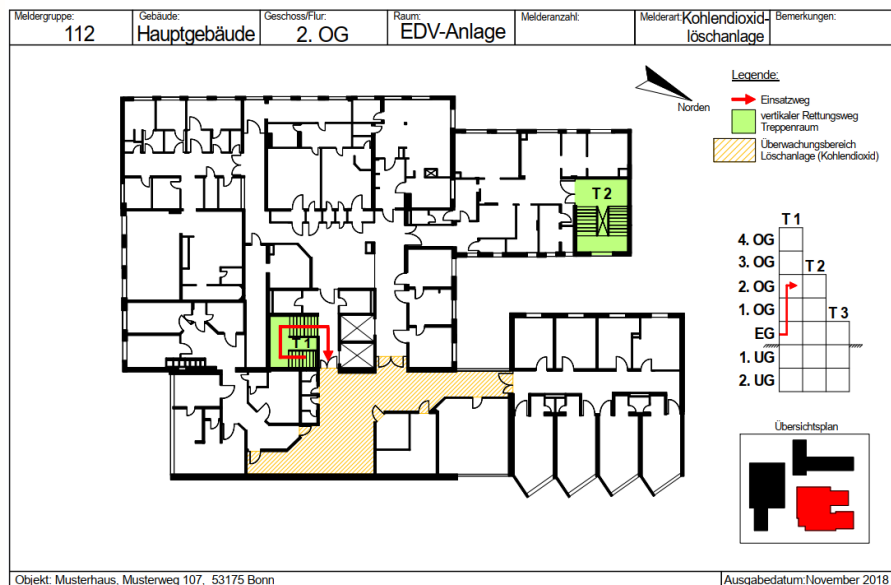 Meldergruppe:
112
Gebäude:
Hauptgebäude
Geschoss/Flur:
2. OG
Raum:
EDV-Anlage
Melderanzahl:
Melderart:Kohlendioxid-
löschanlage
Bemerkungen:
Norden
Legende:
Einsatzweg
vertikaler Rettungsweg
Treppenraum
Überwachungsbereich
Löschanlage (Kohlendioxid)
T 2
T 1
T 1
4. OG
3. OG
T 2
2. OG
1. OG
T 3
EG
1. UG
2. UG
Übersichtsplan
Objekt: Musterhaus, Musterweg 107, 53175 Bonn
Ausgabedatum:November 2018